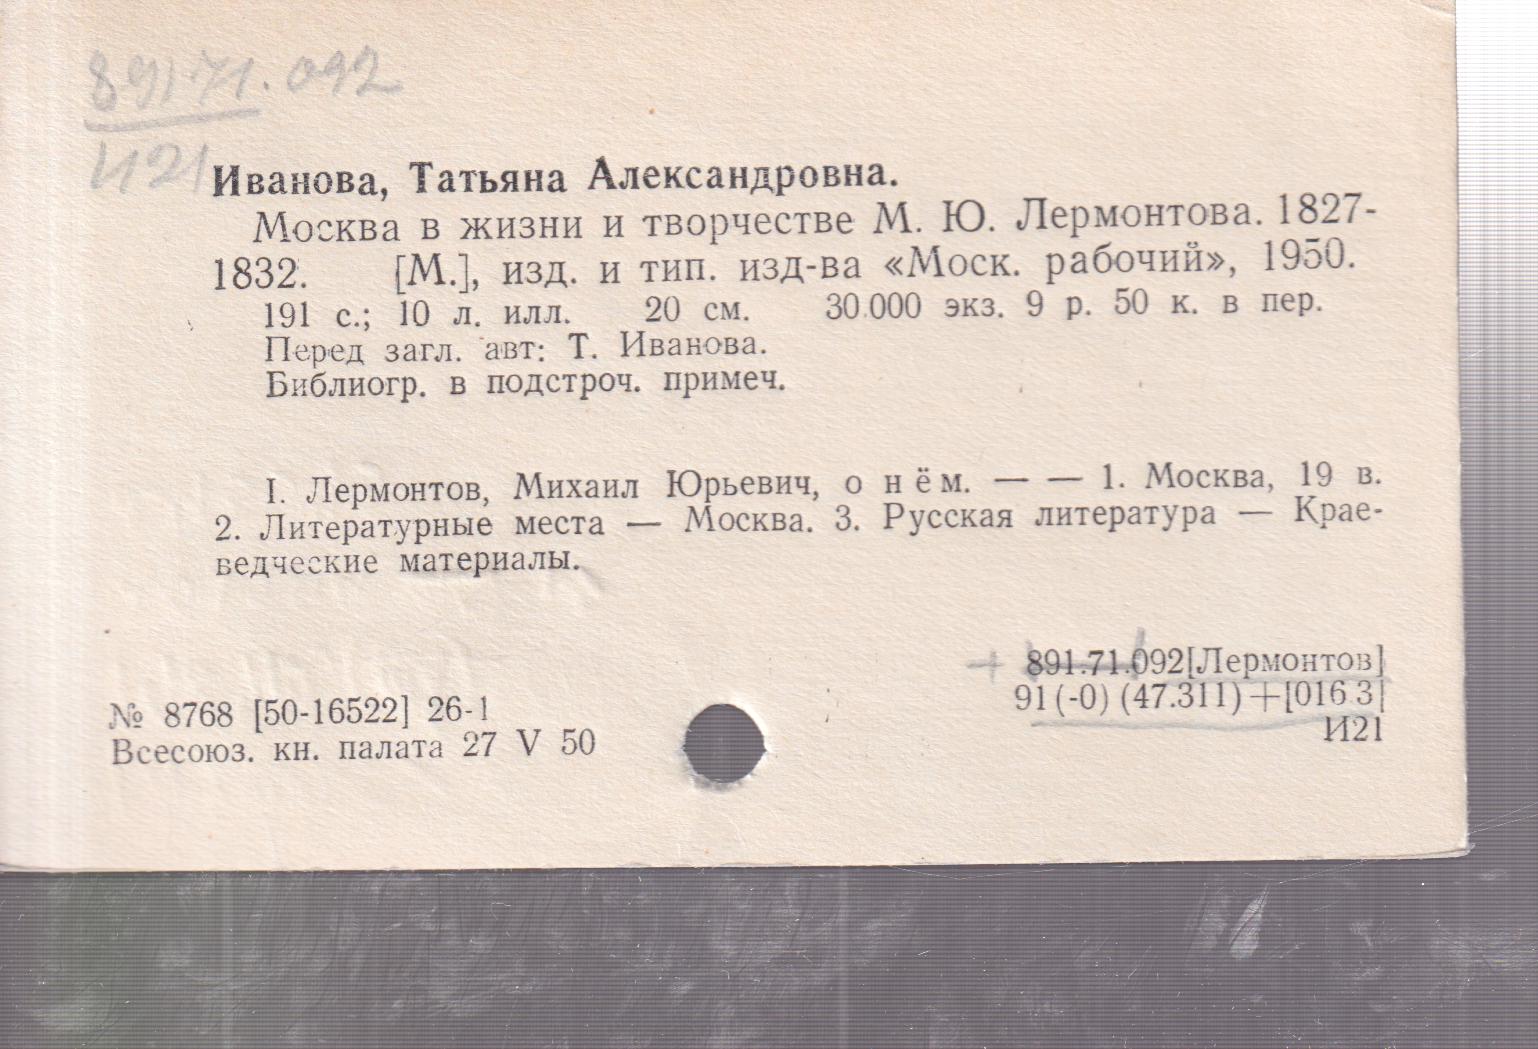 89171.092
И21
Иванова, Татьяна Александровна.
Москва в жизни и творчестве М. Ю. Лермонтова. 1827-
1832. [М.], изд. и тип. изд-ва «Моск. рабочий», 1950.
191 с.; 10 л. илл. 20 см. 30.000 экз. 9 р. 50 к. в пер.
Перед загл. авт: Т. Иванова.
Библиогр. в подстроч. примеч.
I. Лермонтов, Михаил Юрьевич, о нём. — — 1. Москва, 19 в.
2. Литературные места — Москва. 3. Русская литература — Крае-
ведческие материалы.
+ 891.71.092[Лермонтов]
91(-0) (47.311)+[016.3]
И21
№ 8768 [50-16522] 26-1
Всесоюз. кн. палата 27 V 50